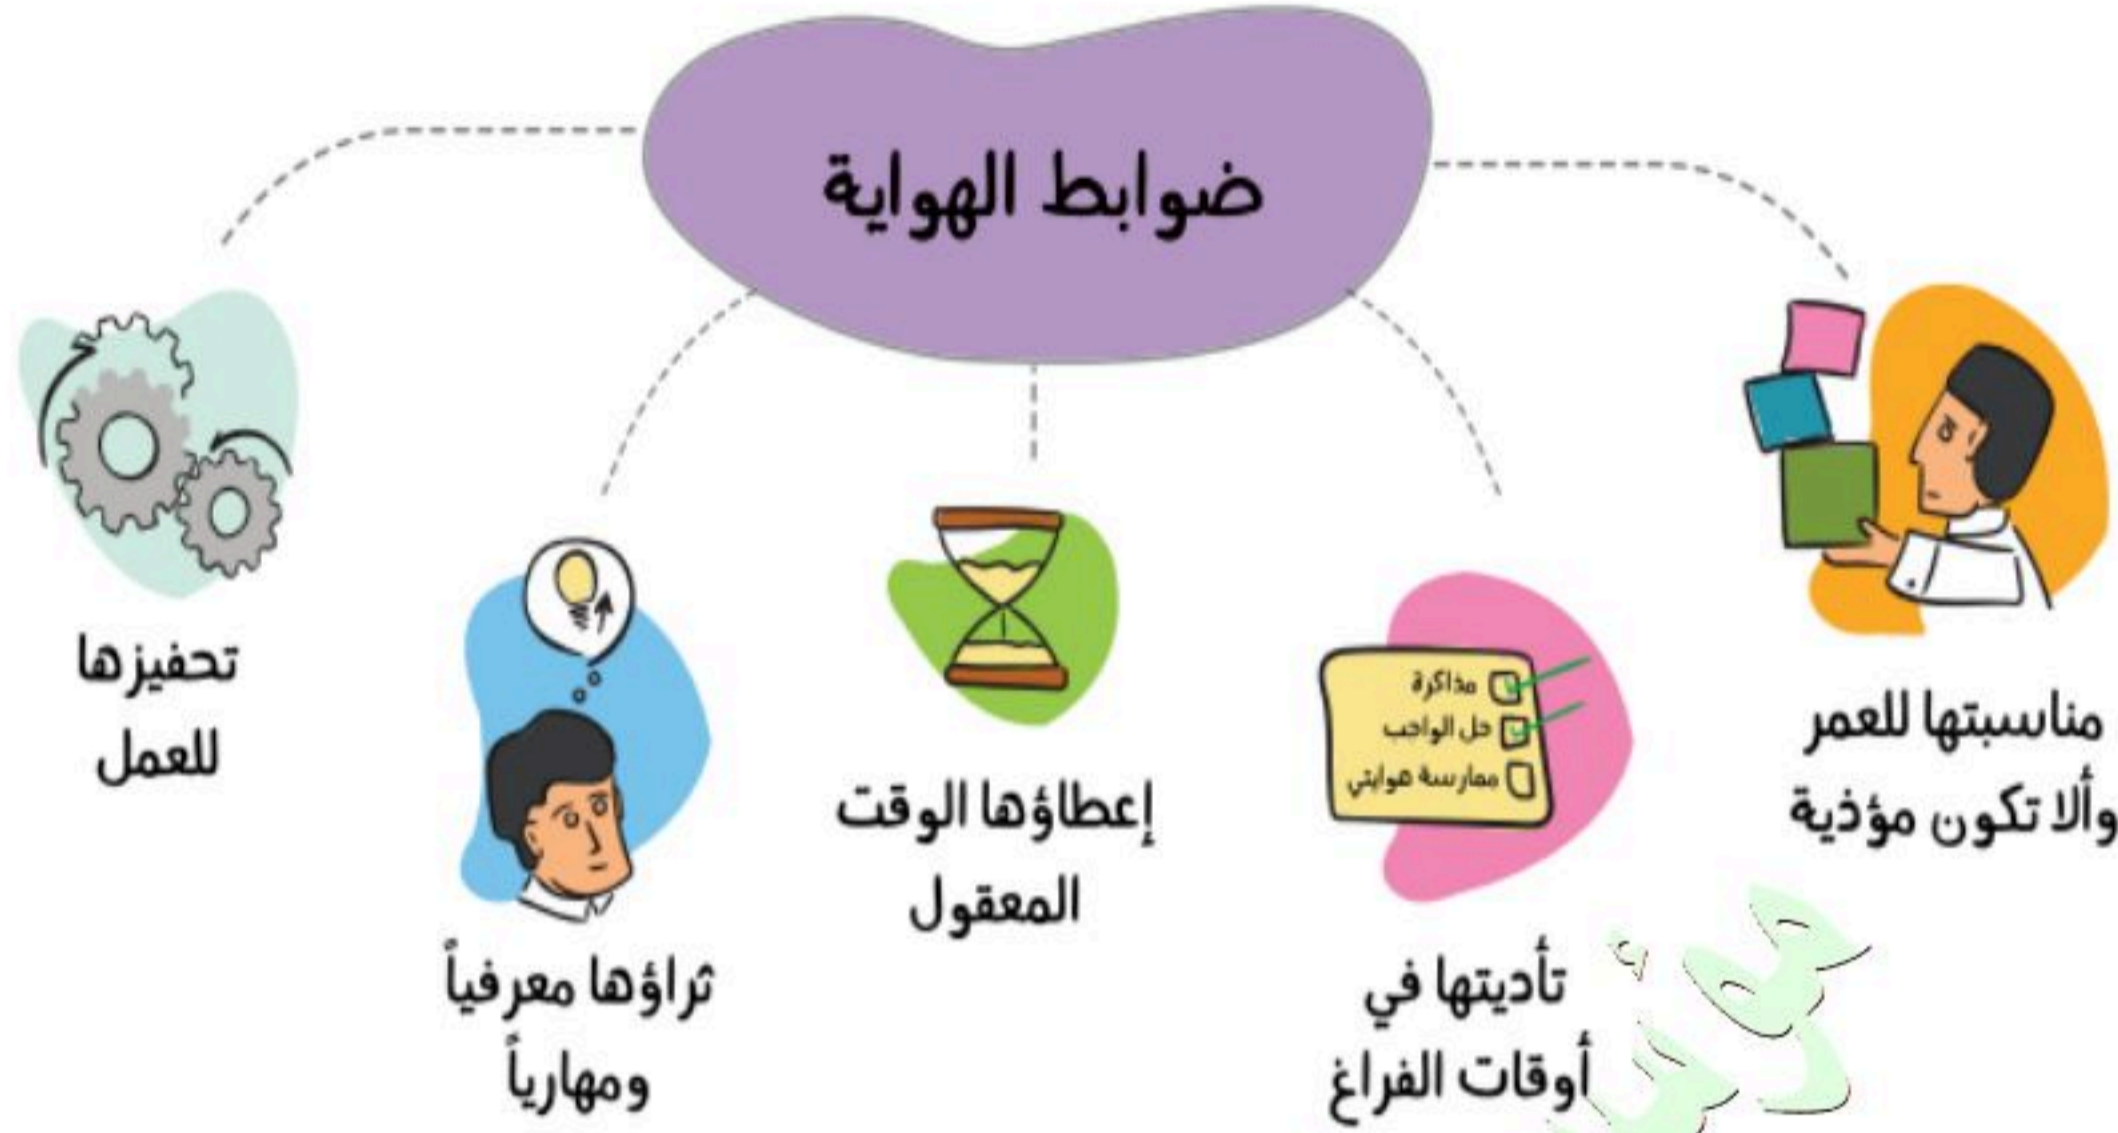 ضوابط الهواية
مناسبتها للعمر
وألا تكون مؤذية
مذاكرة
حل الواجب
ممارسة هوايتي
تأديتها في
أوقات الفراغ
إعطاؤها الوقت
المعقول
ثراؤها معرفياً
ومهارياً
تحفيزها
للعمل